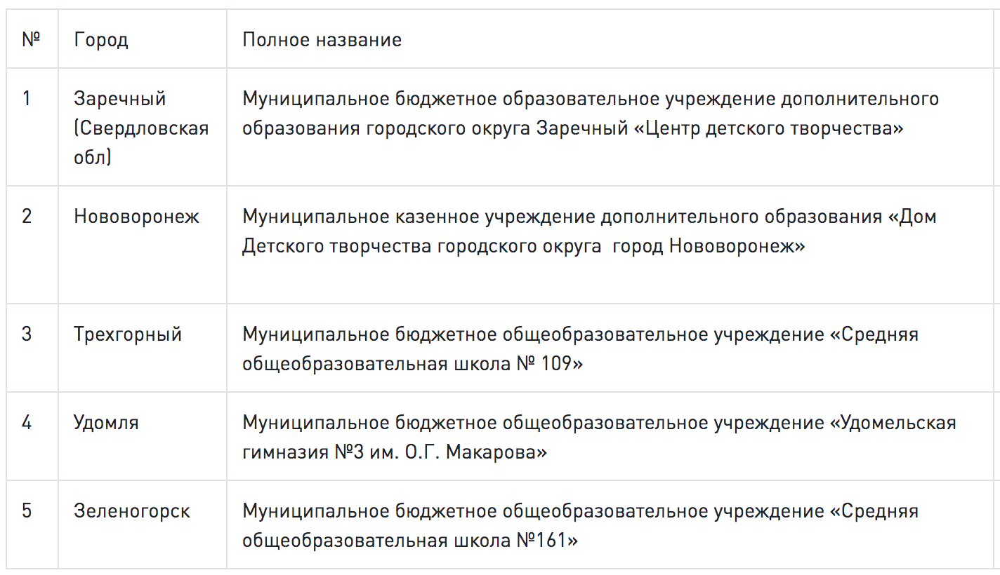 № Город Полное название
1 Заречный Муниципальное бюджетное образовательное учреждение дополнительного
(Свердловская образования городского округа Заречный «Центр детского творчества»
обл)
2 Нововоронеж Муниципальное казенное учреждение дополнительного образования «Дом
Детского творчества городского округа  город Нововоронеж»
3 Трехгорный Муниципальное бюджетное общеобразовательное учреждение «Средняя
общеобразовательная школа № 109»
4 Удомля Муниципальное бюджетное общеобразовательное учреждение «Удомельская
гимназия №3 им. О.Г. Макарова»
5 Зеленогорск Муниципальное бюджетное общеобразовательное учреждение «Средняя
общеобразовательная школа №161»